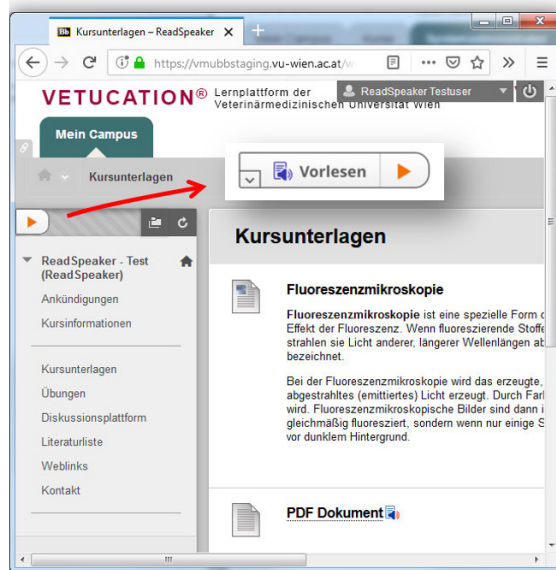 Kursunterlagen – ReadSpeaker
https://vmubbstaging.vu-wien.ac.at/
VETUCATION® Lernplattform der
Veterinärmedizinischen Universität Wien
ReadSpeaker Testuser
Mein Campus
Kursunterlagen
Vorlesen
Kursunterlagen
ReadSpeaker - Test
(ReadSpeaker)
Ankündigungen
Kursinformationen
Kursunterlagen
Übungen
Diskussionsplattform
Literaturliste
Weblinks
Kontakt
Fluoreszenzmikroskopie
Fluoreszenzmikroskopie ist eine spezielle Form
Effekt der Fluoreszenz. Wenn fluoreszierende Stoffe
strahlen sie Licht anderer, längerer Wellenlängen ab
bezeichnet.
Bei der Fluoreszenzmikroskopie wird das erzeugte,
abgestrahltes (emittiertes) Licht erzeugt. Durch
wird. Fluoreszenzmikroskopische Bilder sind dann
gleichmäßig fluoresziert, sondern wenn nur einige
vor dunklem Hintergrund.
PDF Dokument